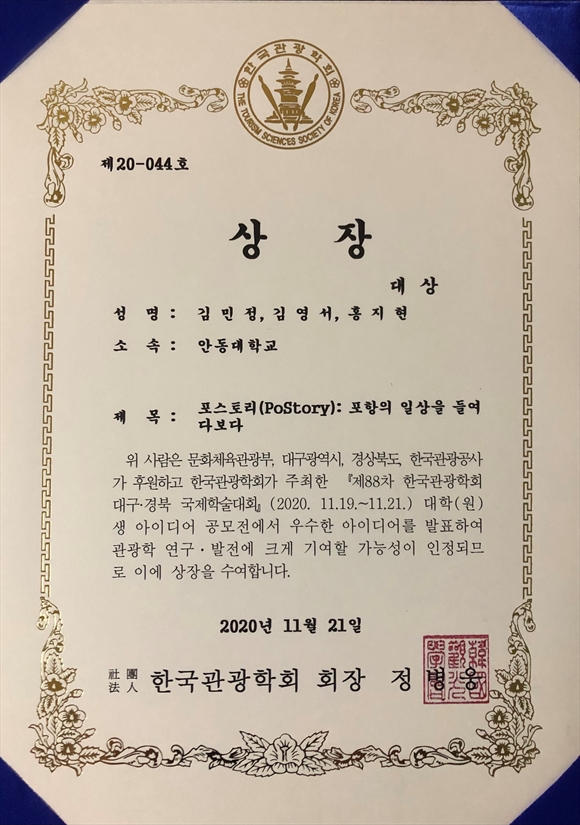 한국관광학회
THE TOURISM SCIENCES SOCIETY OF KOREA
제20-044호
상 장
대 상
성 명 : 김 민 정, 김 영 서, 홍 지 현
소 속 : 안동대학교
제 목 : 포스토리(PoStory): 포항의 일상을 들여
다보다
위 사람은 문화체육관광부, 대구광역시, 경상북도, 한국관광공사
가 후원하고 한국관광학회가 주최한 『제88차 한국관광학회
대구·경북 국제학술대회』 (2020. 11.19.~11.21.) 대학(원)
생 아이디어 공모전에서 우수한 아이디어를 발표하여
관광학 연구·발전에 크게 기여할 가능성이 인정되므
로 이에 상장을 수여합니다.
2020년 11월 21일
社團
法人 한국관광학회 회장 정 병 웅